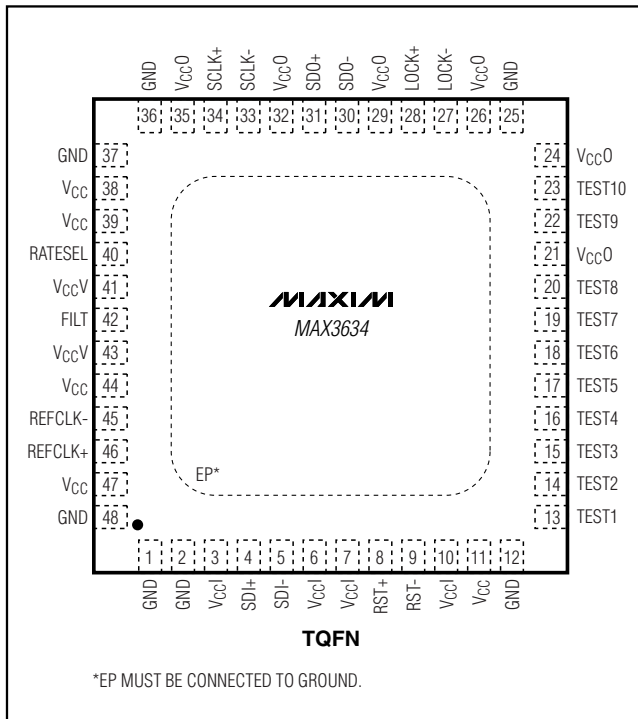 GND
VCCO
SCLK+
SCLK-
VCCO
SDO+
SDO-
VCCO
LOCK+
LOCK-
VCCO
GND
36 35 34 33 32 31 30 29 28 27 26 25
GND 37
VCC 38
VCC 39
RATESEL 40
VCCV 41
FILT 42
VCCV 43
VCC 44
REFCLK- 45
REFCLK+ 46
VCC 47
GND 48
24 VCCO
23 TEST10
22 TEST9
21 VCCO
20 TEST8
19 TEST7
18 TEST6
17 TEST5
16 TEST4
15 TEST3
14 TEST2
13 TEST1
MAXIM
MAX3634
EP*
1 2 3 4 5 6 7 8 9 10 11 12
GND
GND
VCCI
SDI+
SDI-
VCCI
VCCI
RST+
RST-
VCCI
VCC
GND
TQFN
*EP MUST BE CONNECTED TO GROUND.